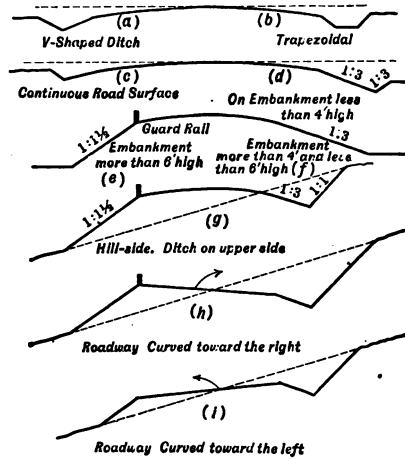 (a) (b)
V-Shaped Ditch Trapezoidal
(c) (d) 1:3 1:3
Continuous Road Surface
On Embankment less
than 4' high
1:1½ Guard Rail 1:3
Embankment
more than 6' high
(e)
Embankment
more than 4' and less
than 6' high (f)
1:1½ 1:3 1:1
(g)
Hill-side. Ditch on upper side
(h)
Roadway Curved toward the right
(i)
Roadway Curved toward the left